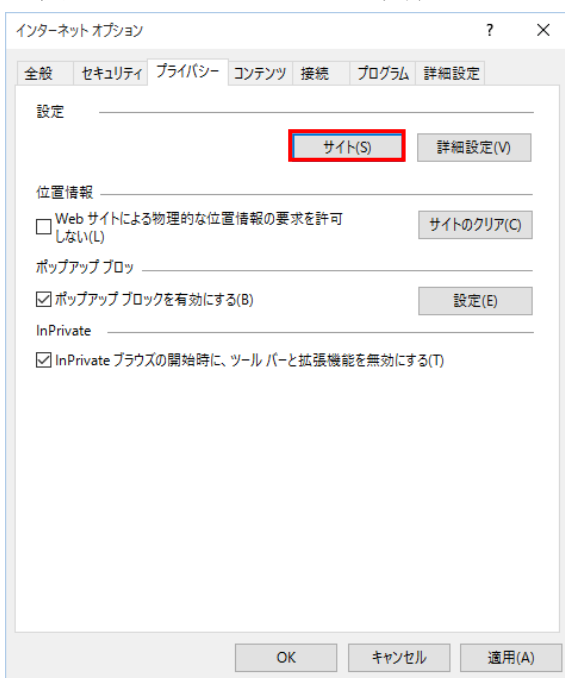 インターネット オプション ? ×
全般 セキュリティ プライバシー コンテンツ 接続 プログラム 詳細設定
設定
サイト(S) 詳細設定(V)
位置情報
Web サイトによる物理的な位置情報の要求を許可
しない(L)
サイトのクリア(C)
ポップアップ ブロッ
ポップアップ ブロックを有効にする(B) 設定(E)
InPrivate
InPrivate ブラウズの開始時に、ツール バーと拡張機能を無効にする(T)
OK キャンセル 適用(A)